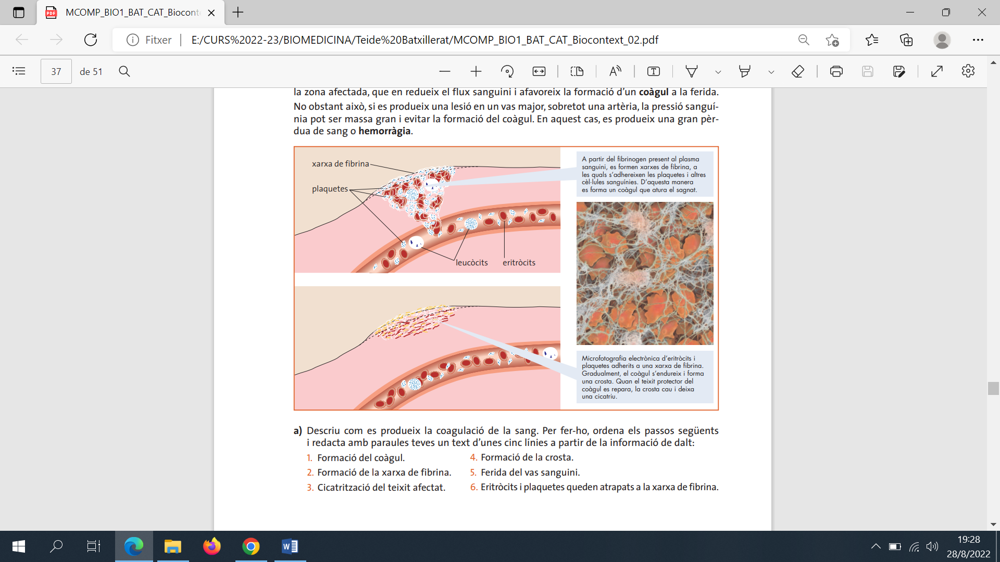 MCOMP_BIO1_BAT_CAT_Bioconte
Fitxer
E:/CURS%2022-23/BIOMEDICINA/Teide%20Batxillerat/MCOMP_BIO1_BAT_CAT_Biocontext_02.pdf
37 de 51
la zona afectada, que en redueix el flux sanguini i afavoreix la formació d'un coàgul a la ferida.
No obstant això, si es produeix una lesió en un vas major, sobretot una artèria, la pressió sanguí-
nia pot ser massa gran i evitar la formació del coàgul. En aquest cas, es produeix una gran pèr-
dua de sang o hemorràgia.
xarxa de fibrina
plaquetes
leucòcits
eritròcits
A partir del fibrinogen present al plasma
sanguini, es formen xarxes de fibrina, a
les quals s'adhereixen les plaquetes i altres
cèl·lules sanguínies. D'aquesta manera
es forma un coàgul que atura el sagnat.
Microfotografia electrònica d'eritròcits i
plaquetes adherits a una xarxa de fibrina.
Gradualment, el coàgul s'endureix i forma
una crosta. Quan el teixit protector del
coàgul es repara, la crosta cau i deixa
una cicatriu.
a) Descriu com es produeix la coagulació de la sang. Per fer-ho, ordena els passos següents
i redacta amb paraules teves un text d'unes cinc línies a partir de la informació de dalt:
1. Formació del coàgul.
2. Formació de la xarxa de fibrina.
3. Cicatrització del teixit afectat.
4. Formació de la crosta.
5. Ferida del vas sanguini.
6. Eritròcits i plaquetes queden atrapats a la xarxa de fibrina.
19:28
28/8/2022